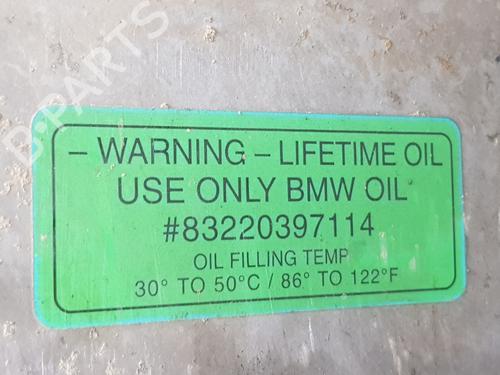 B-PARTS
– WARNING – LIFETIME OIL
USE ONLY BMW OIL
#83220397114
OIL FILLING TEMP
30° TO 50°C / 86° TO 122°F